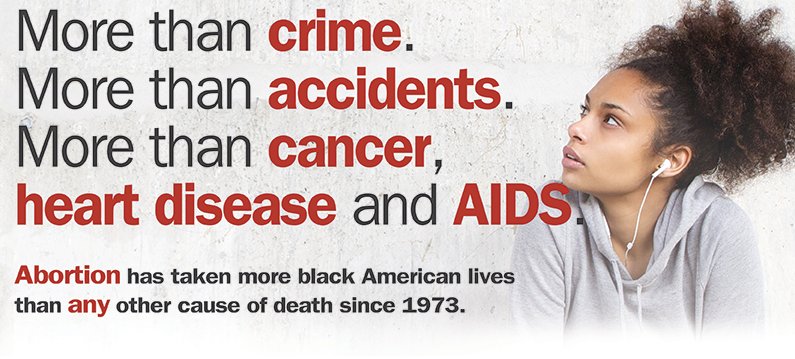 More than crime.
More than accidents.
More than cancer,
heart disease and AIDS.
Abortion has taken more black American lives
than any other cause of death since 1973.